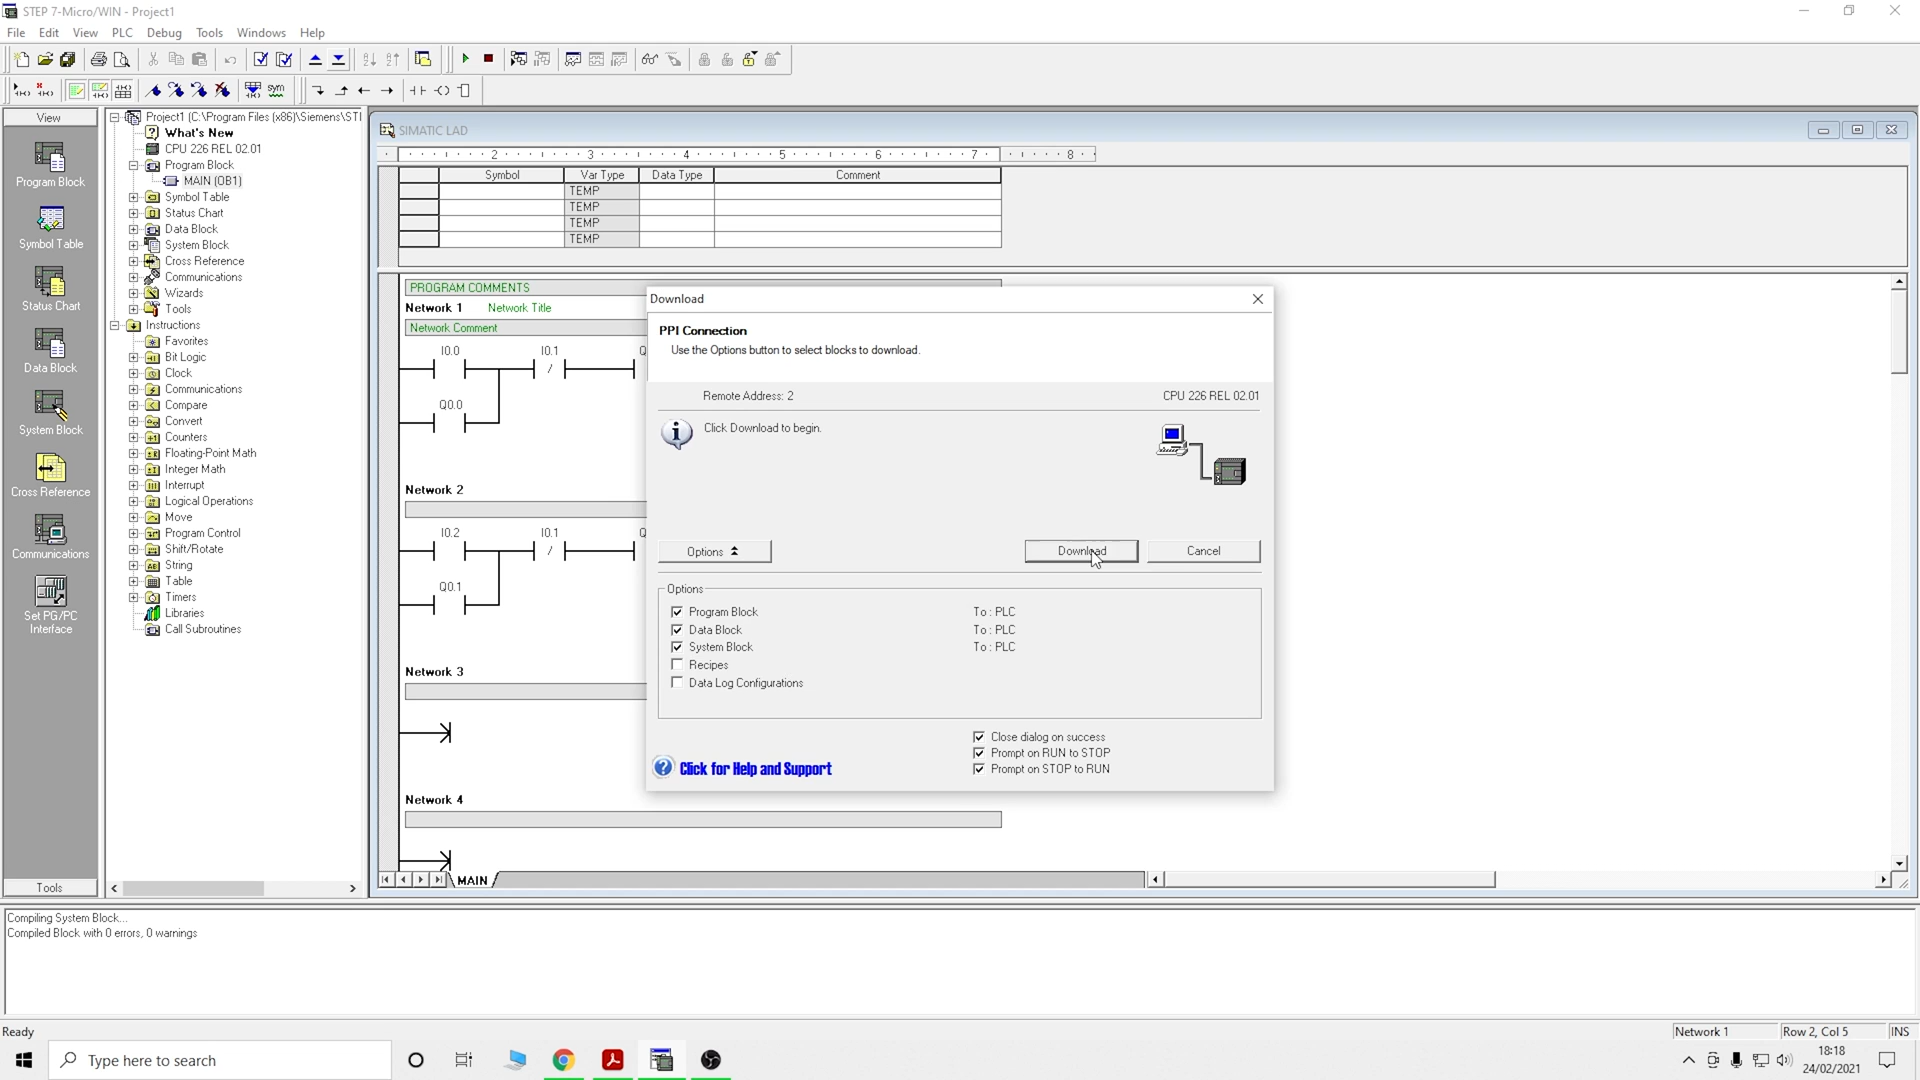 STEP 7-Micro/WIN - Project1
File Edit View PLC Debug Tools Windows Help
View
Program Block
Symbol Table
Status Chart
Data Block
System Block
Cross Reference
Communications
Set PG/PC
Interface
Tools
Project1 (C:\Program Files (x86)\Siemens\STI
What's New
CPU 226 REL 02.01
Program Block
MAIN (OB1)
Symbol Table
Status Chart
Data Block
System Block
Cross Reference
Communications
Wizards
Tools
Instructions
Favorites
Bit Logic
Clock
Communications
Compare
Convert
Counters
Floating-Point Math
Integer Math
Interrupt
Logical Operations
Move
Program Control
Shift/Rotate
String
Table
Timers
Libraries
Call Subroutines
SIMATIC LAD
2 3 4 5 6 7 8
Symbol Var Type Data Type Comment
TEMP
TEMP
TEMP
TEMP
PROGRAM COMMENTS
Network 1 Network Title
Network Comment
I0.0 I0.1 Q
Q0.0
Network 2
I0.2 I0.1 Q
Q0.1
Network 3
Network 4
MAIN
Download
PPI Connection
Use the Options button to select blocks to download.
Remote Address: 2 CPU 226 REL 02.01
Click Download to begin.
Options Download Cancel
Options
Program Block To : PLC
Data Block To : PLC
System Block To : PLC
Recipes
Data Log Configurations
Close dialog on success
Prompt on RUN to STOP
Prompt on STOP to RUN
Click for Help and Support
Compiling System Block...
Compiled Block with 0 errors, 0 warnings
Ready
Network 1 Row 2, Col 5 INS
Type here to search
18:18
24/02/2021